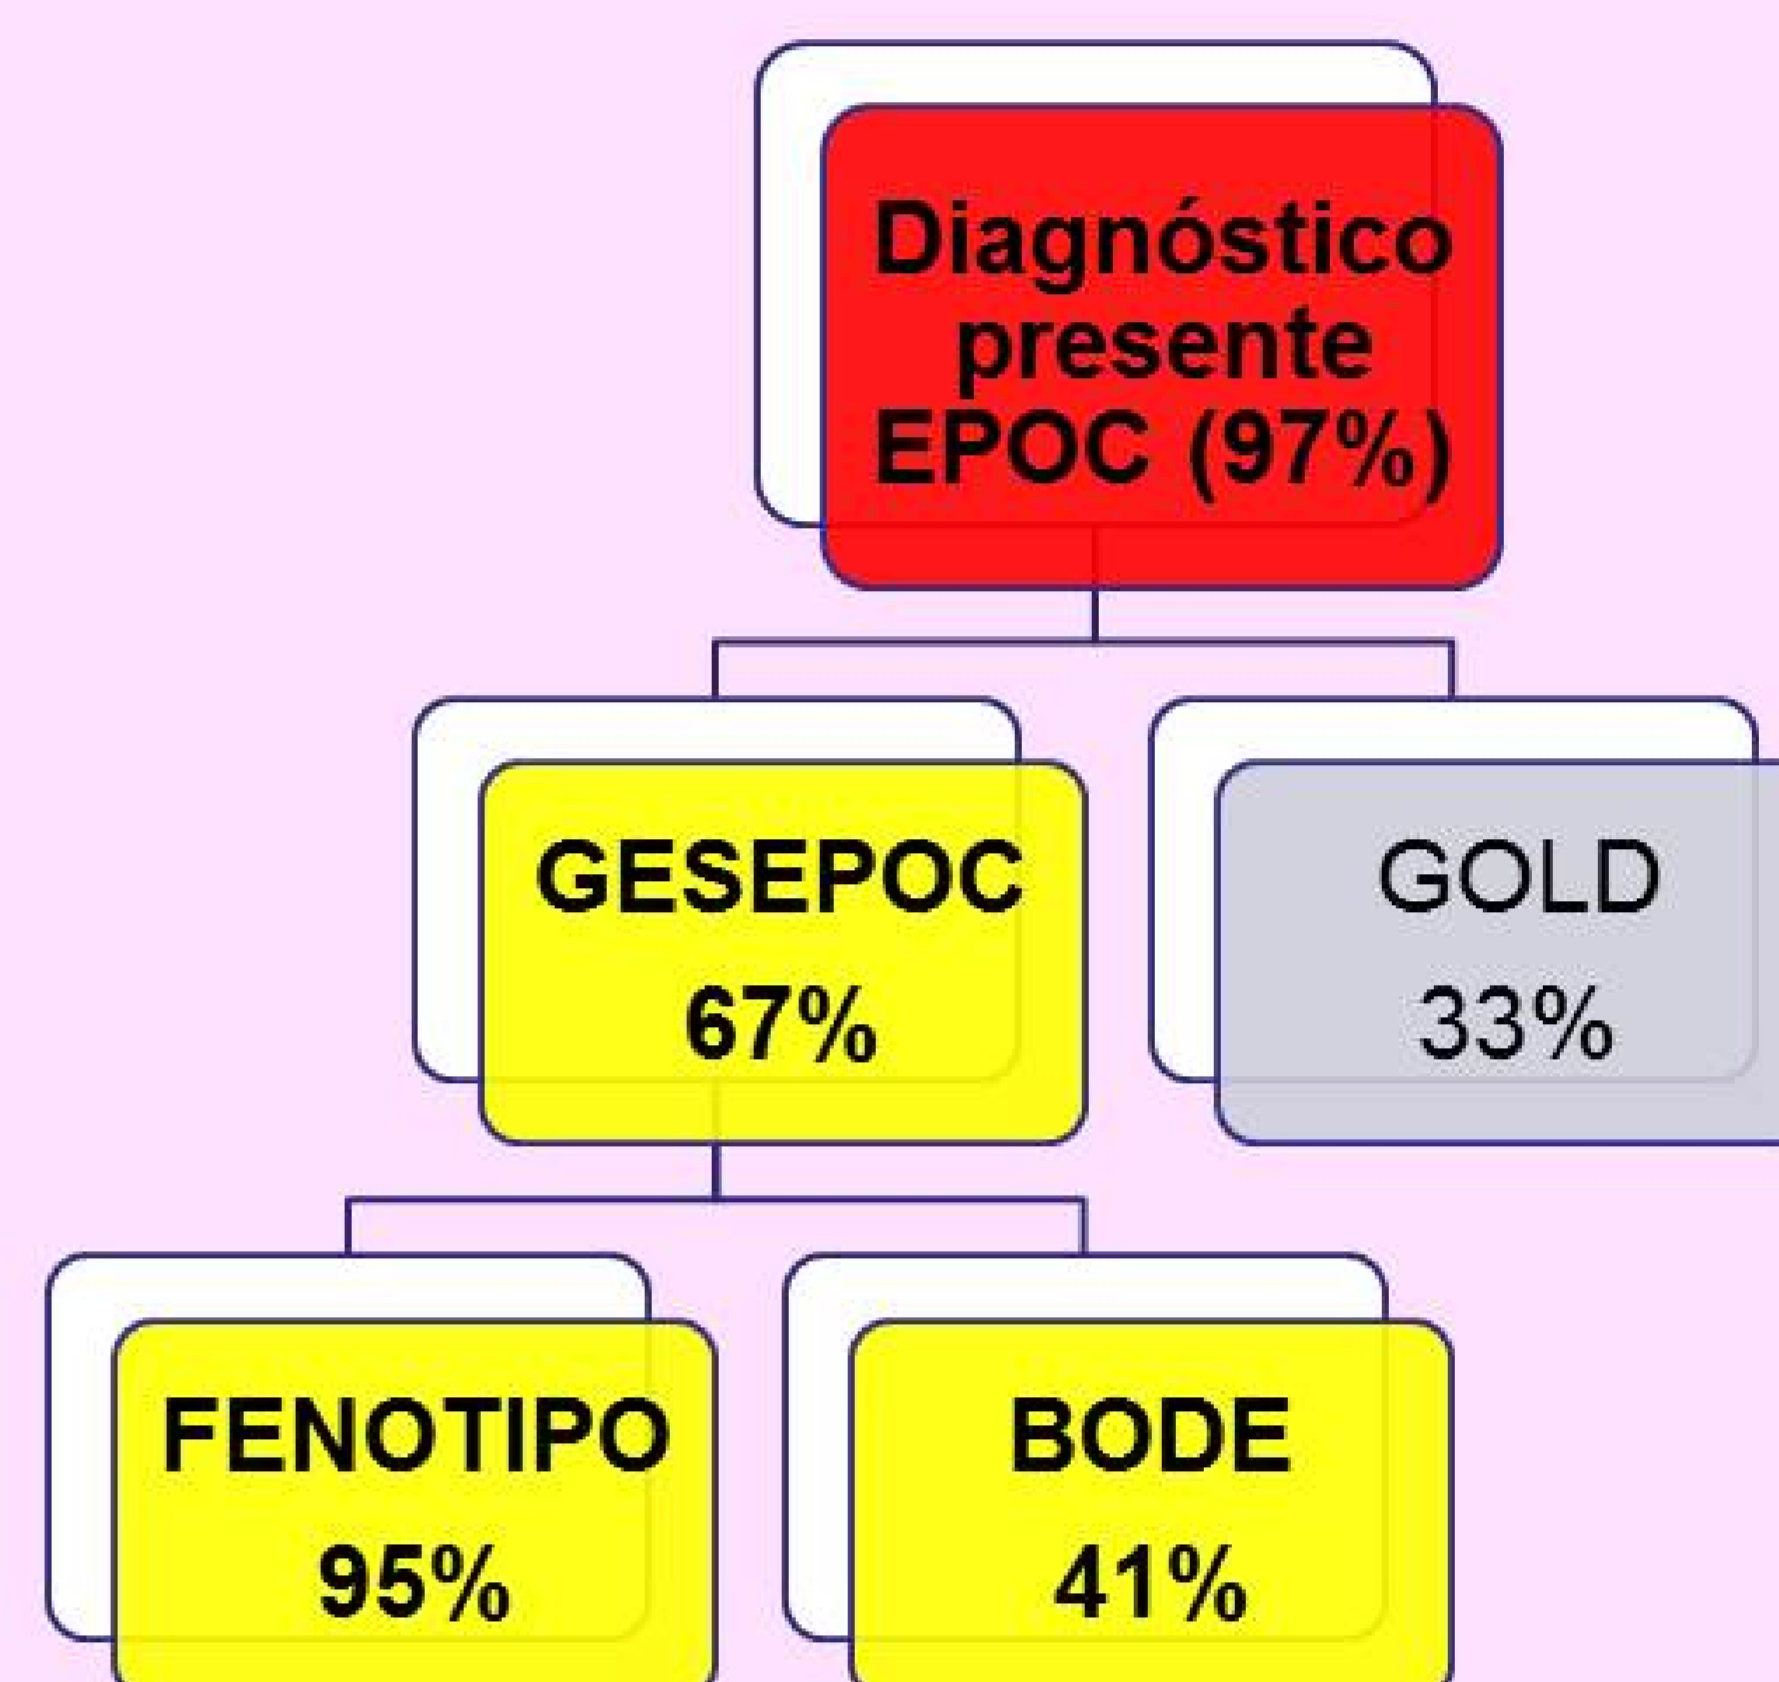 Diagnóstico
presente
EPOC (97%)
GESEPOC
67%
GOLD
33%
FENOTIPO
95%
BODE
41%